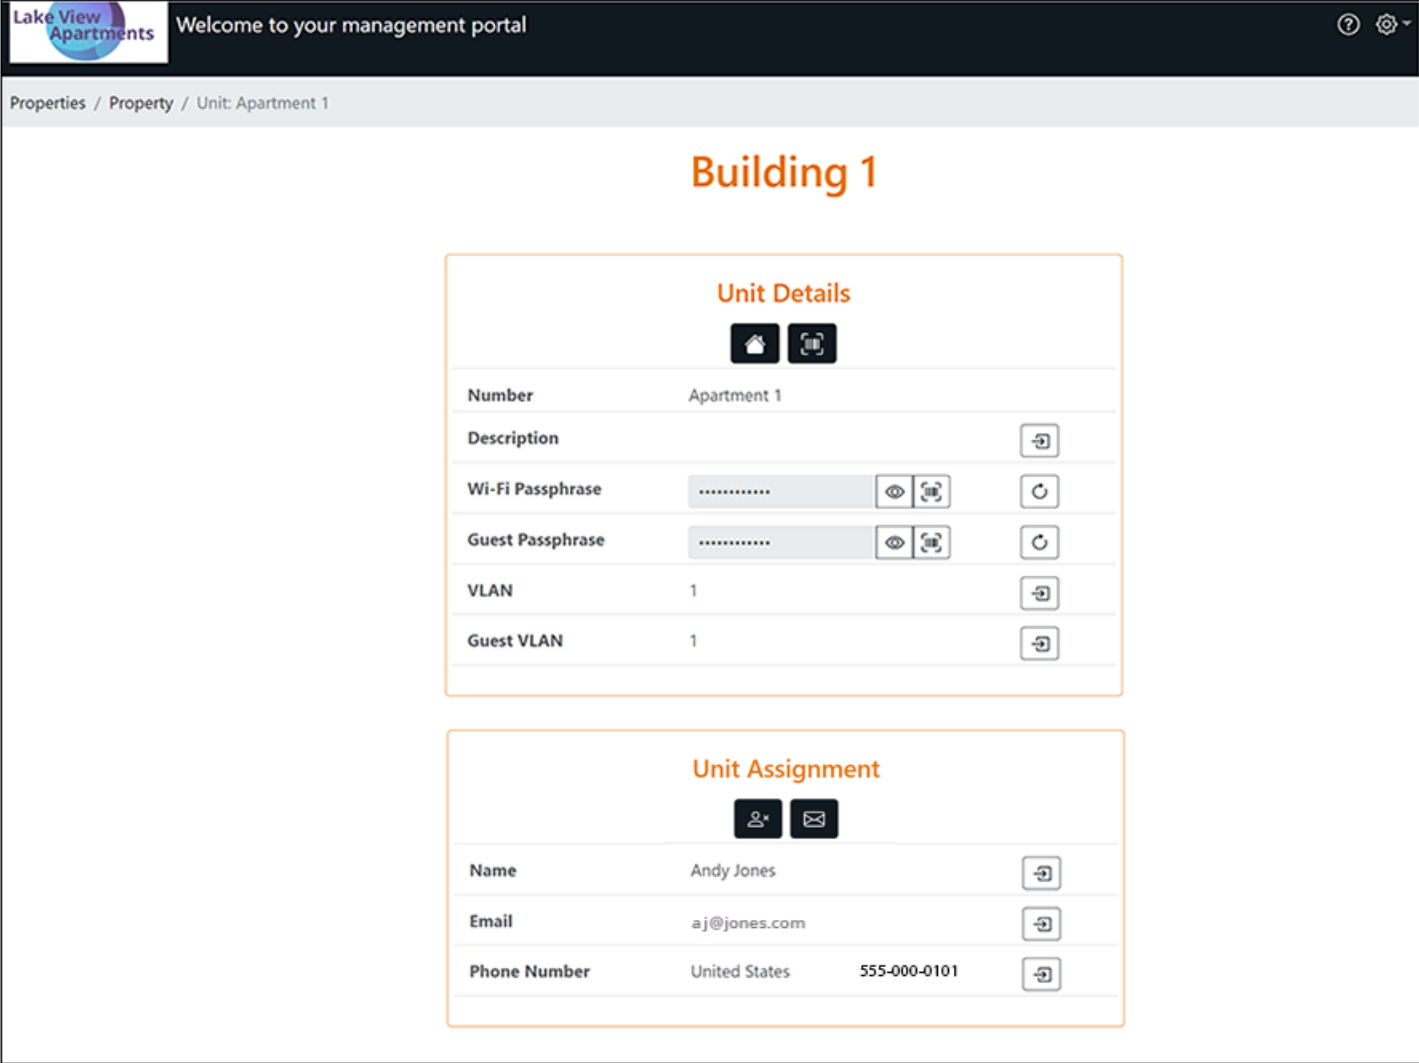 Lake View
Apartments
Welcome to your management portal
Properties / Property / Unit: Apartment 1
Building 1
Unit Details
Number Apartment 1
Description
Wi-Fi Passphrase ••••••••••••
Guest Passphrase ••••••••••••
VLAN 1
Guest VLAN 1
Unit Assignment
Name Andy Jones
Email aj@jones.com
Phone Number United States 555-000-0101